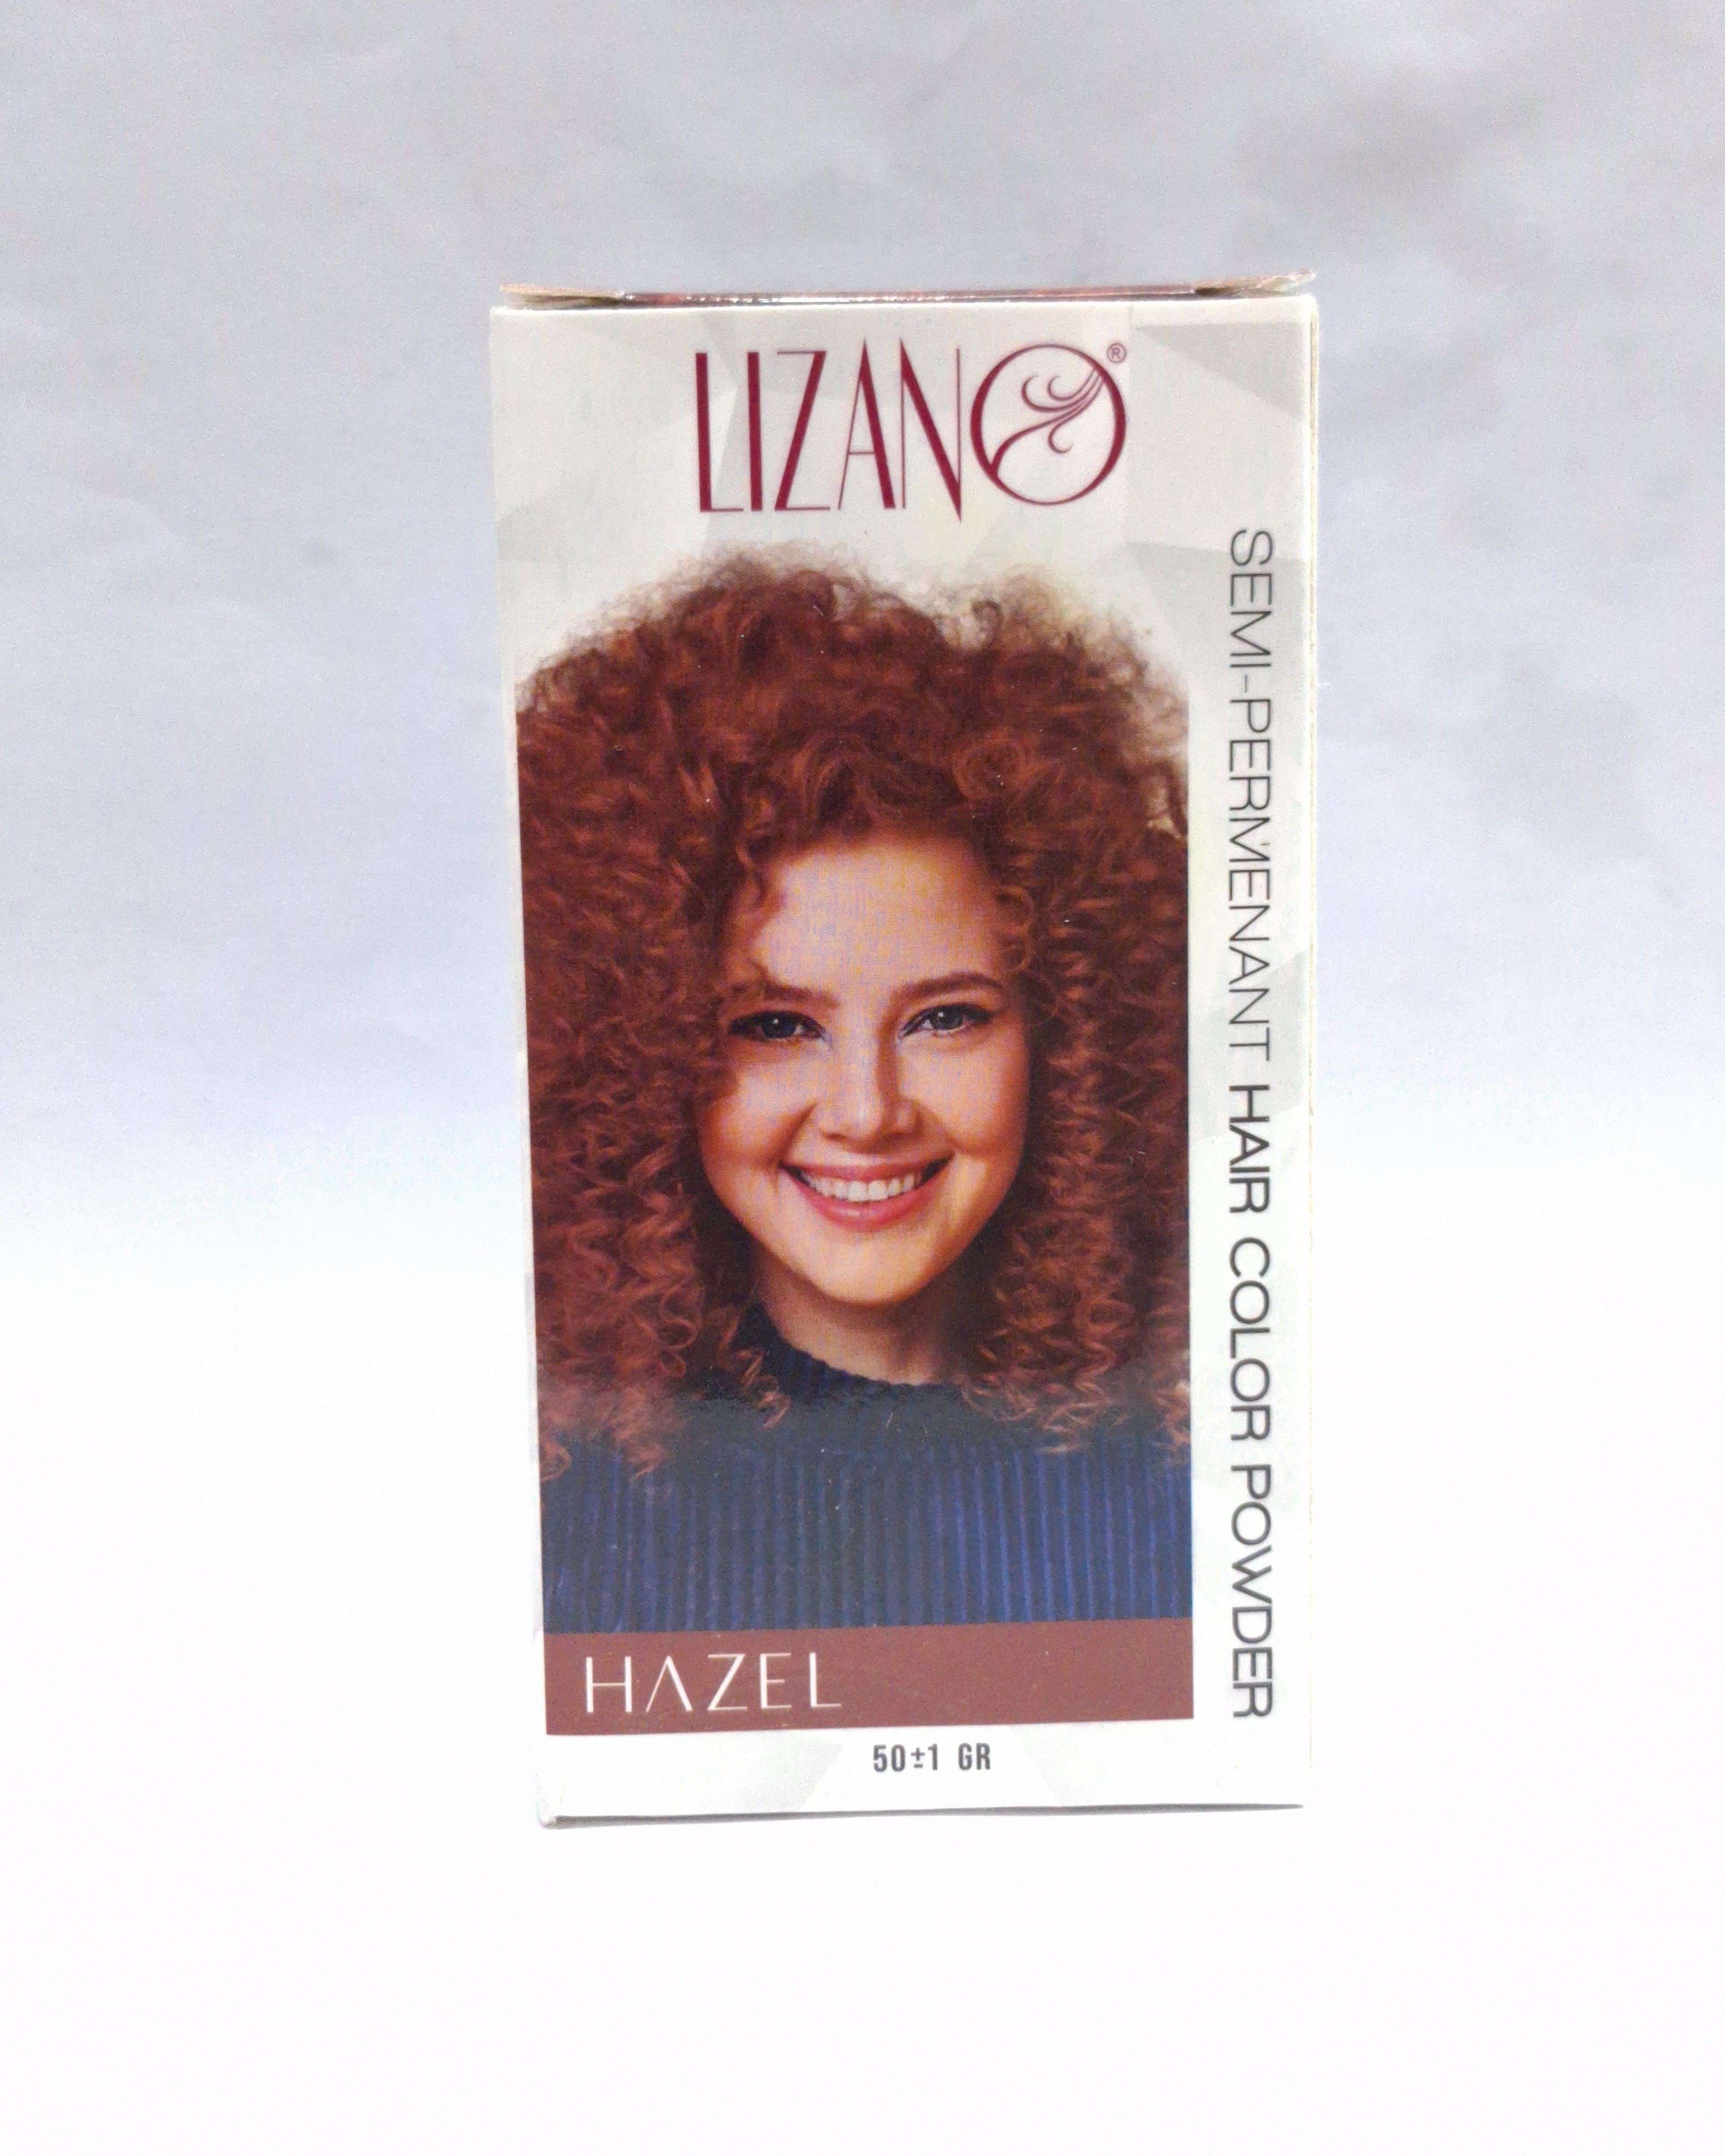 LIZANO®
SEMI-PERMENANT HAIR COLOR POWDER
HAZEL
50±1 GR